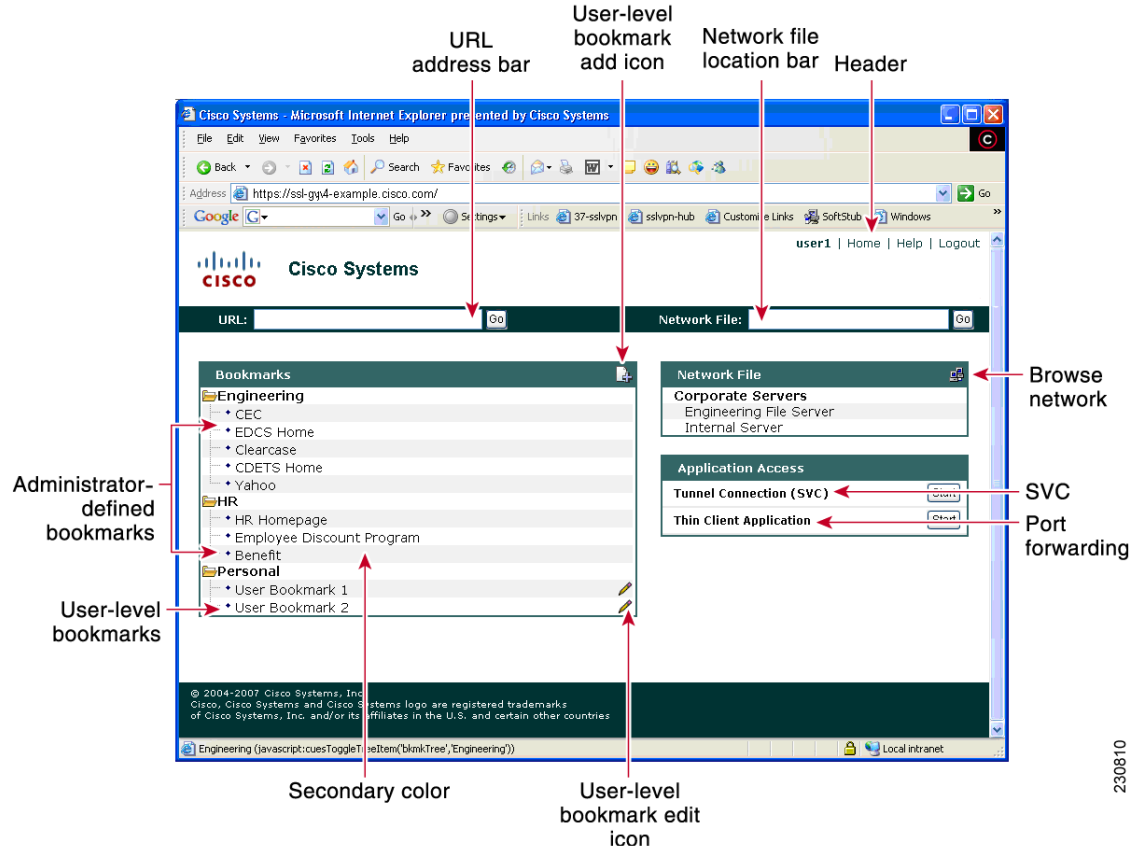 User-level
bookmark
add icon
URL
address bar
Network file
location bar
Header
Cisco Systems - Microsoft Internet Explorer presented by Cisco Systems
File Edit View Favorites Tools Help
Back Search Favorites
Address https://ssl-gw4-example.cisco.com/ Go
Google G Go Settings Links 37-sslvpn sslvpn-hub Customize Links SoftStub Windows
user1 | Home | Help | Logout
CISCO
Cisco Systems
URL: Go Network File: Go
Bookmarks
Engineering
CEC
EDCS Home
Clearcase
CDETS Home
Yahoo
HR
HR Homepage
Employee Discount Program
Benefit
Personal
User Bookmark 1
User Bookmark 2
Network File
Corporate Servers
Engineering File Server
Internal Server
Application Access
Tunnel Connection (SVC) Start
Thin Client Application Start
Browse
network
SVC
Port
forwarding
Administrator-
defined
bookmarks
User-level
bookmarks
© 2004-2007 Cisco Systems, Inc.
Cisco, Cisco Systems and Cisco Systems logo are registered trademarks
of Cisco Systems, Inc. and/or its affiliates in the U.S. and certain other countries
Engineering (javascript:cuesToggleTreeItem('bkmkTree','Engineering')) Local intranet
Secondary color
User-level
bookmark edit
icon
230810